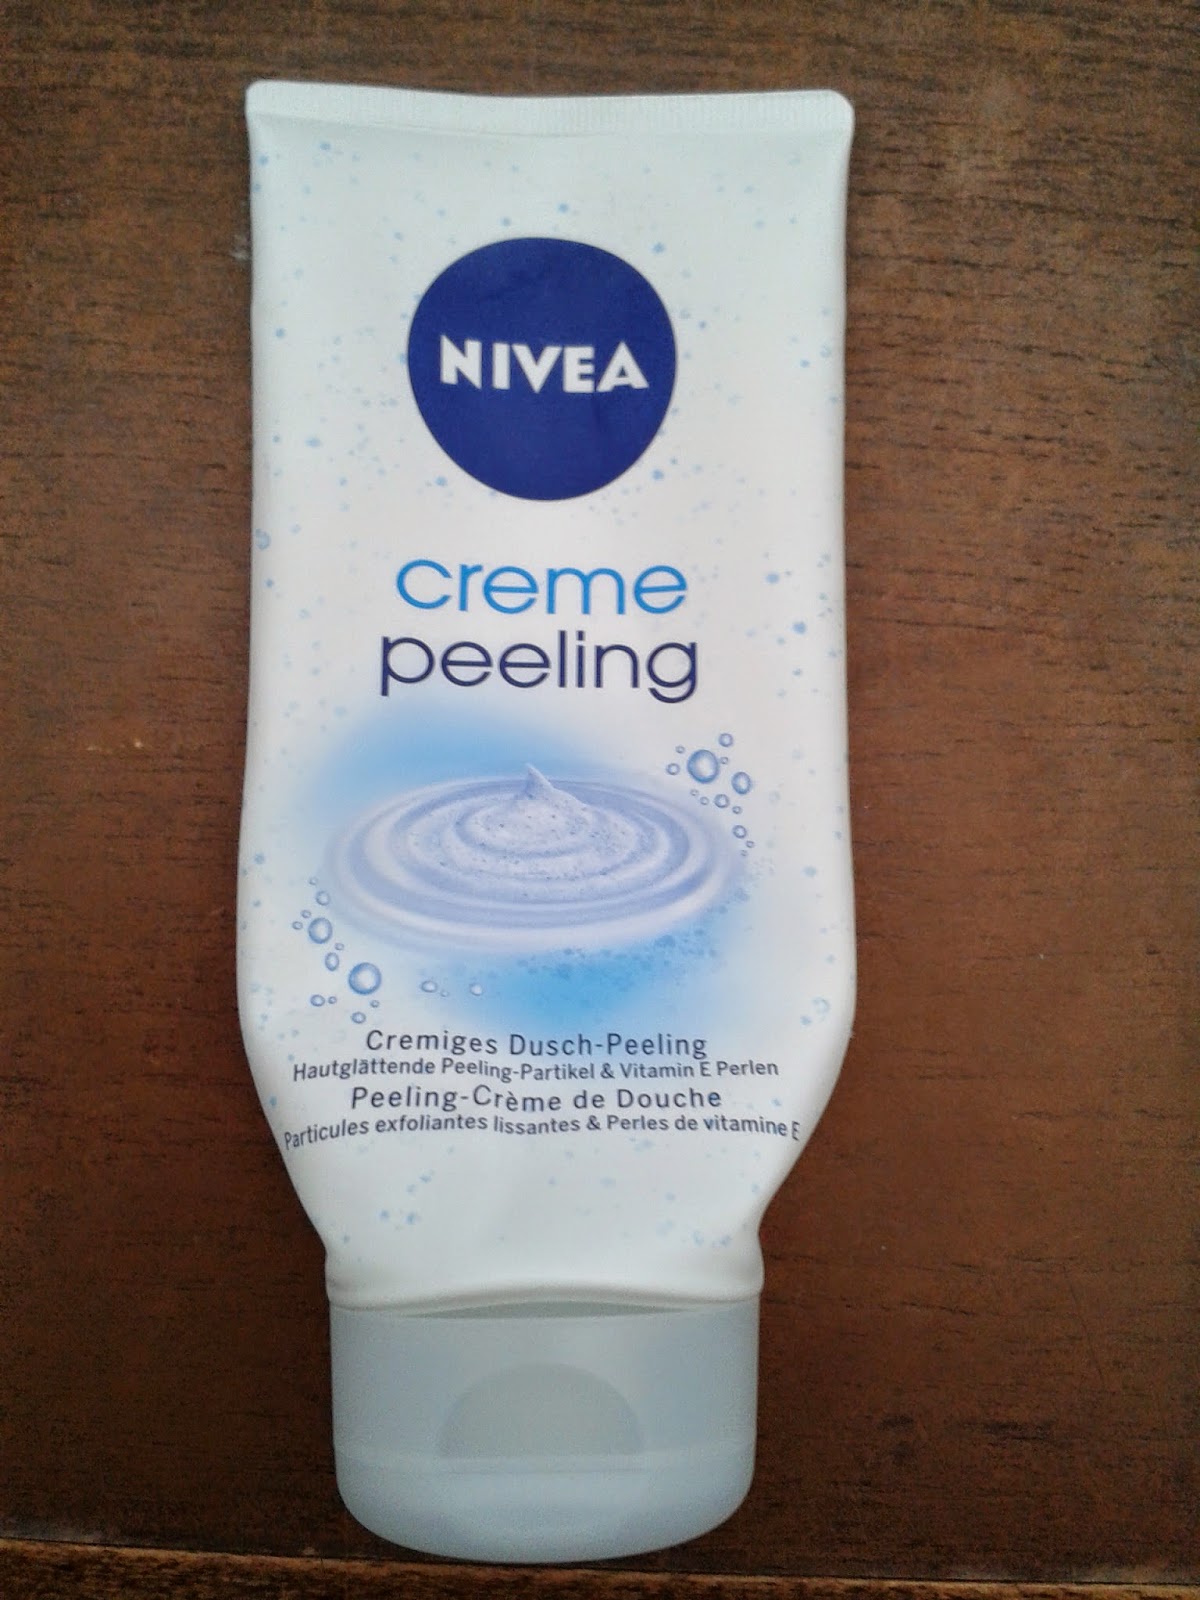 NIVEA
creme
peeling
Cremiges Dusch-Peeling
Hautglättende Peeling-Partikel & Vitamin E Perlen
Peeling-Crème de Douche
Particules exfoliantes lissantes & Perles de vitamine E